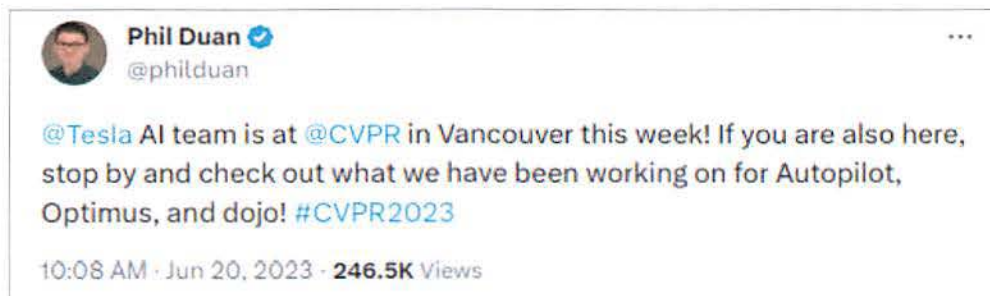 Phil Duan
@philduan
@Tesla AI team is at @CVPR in Vancouver this week! If you are also here,
stop by and check out what we have been working on for Autopilot,
Optimus, and dojo! #CVPR2023
10:08 AM · Jun 20, 2023 · 246.5K Views